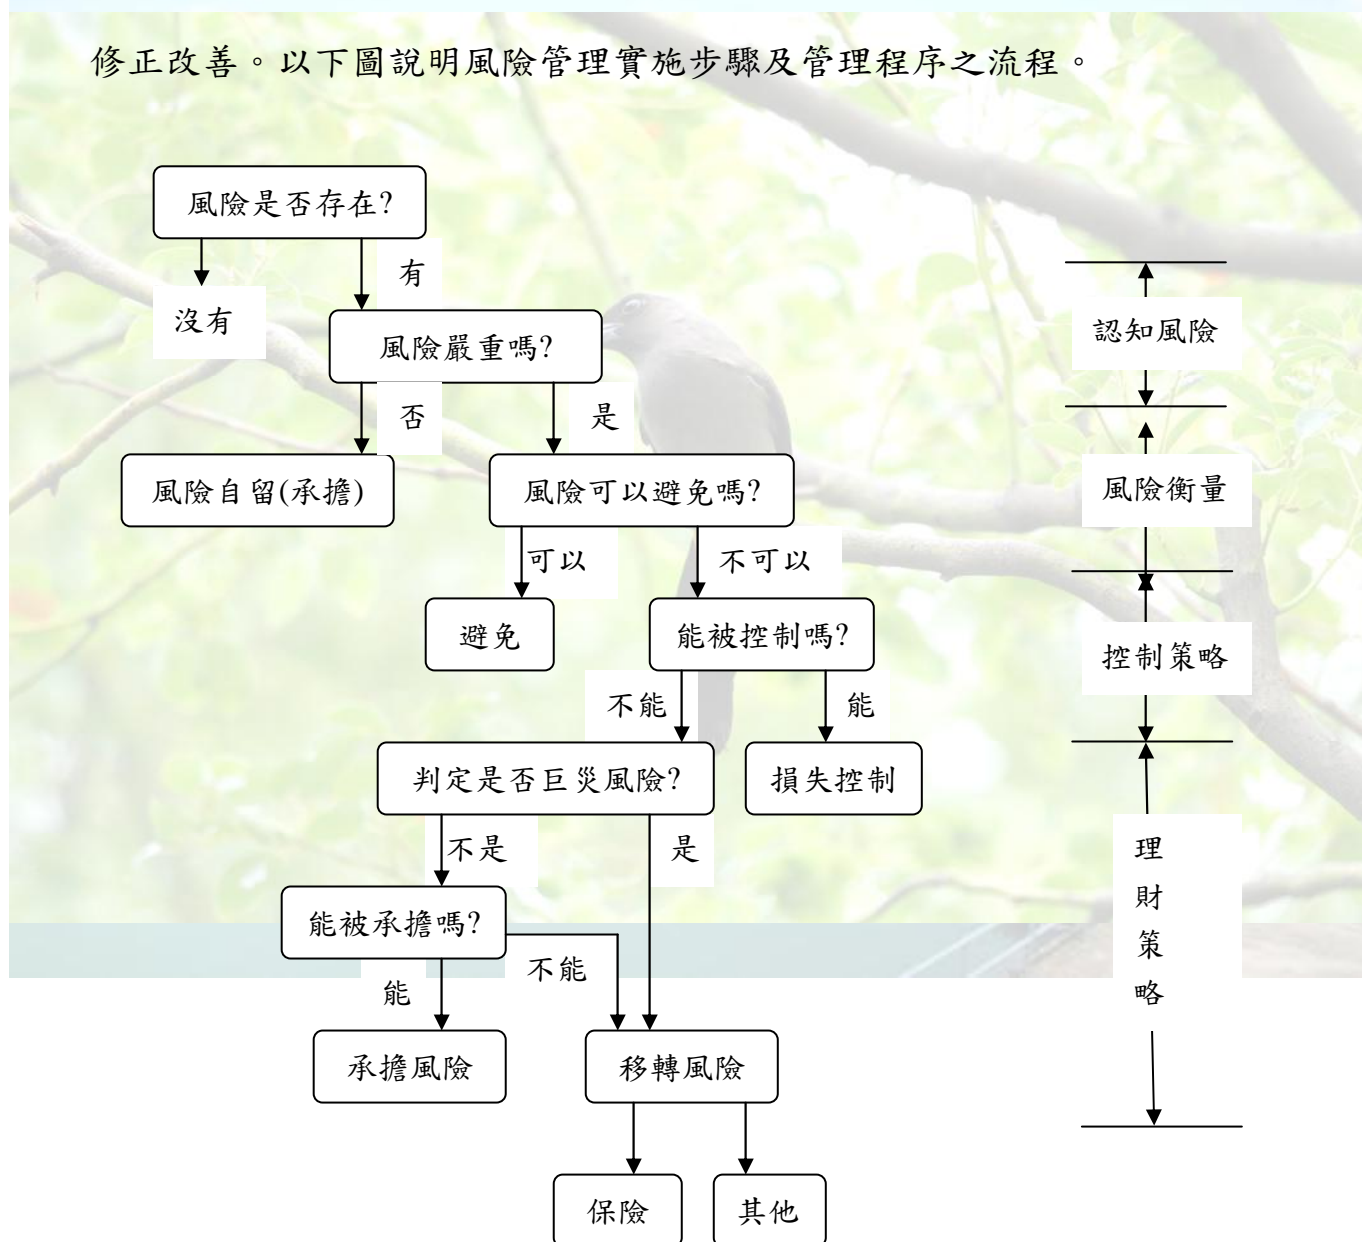 修正改善。以下圖說明風險管理實施步驟及管理程序之流程。
風險是否存在?
有
沒有
認知風險
風險嚴重嗎?
否
是
風險自留(承擔)
風險可以避免嗎?
風險衡量
可以
不可以
避免
能被控制嗎?
控制策略
不能
能
判定是否巨災風險?
損失控制
不是
是
理
財
策
略
能被承擔嗎?
不能
能
承擔風險
移轉風險
保險
其他